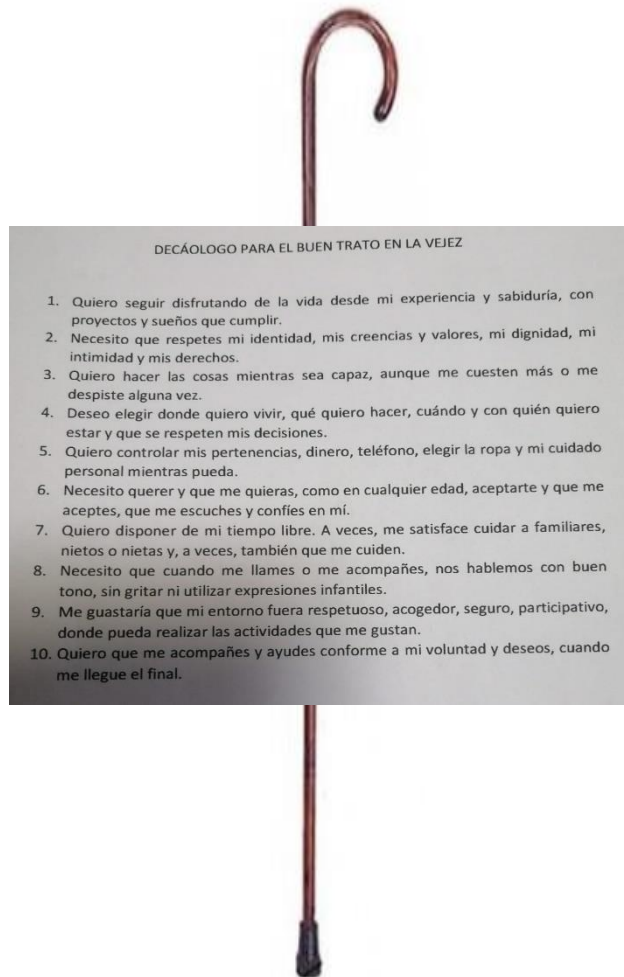 DECÁOLOGO PARA EL BUEN TRATO EN LA VEJEZ
1. Quiero seguir disfrutando de la vida desde mi experiencia y sabiduría, con
proyectos y sueños que cumplir.
2. Necesito que respetes mi identidad, mis creencias y valores, mi dignidad, mi
intimidad y mis derechos.
3. Quiero hacer las cosas mientras sea capaz, aunque me cuesten más o me
despiste alguna vez.
4. Deseo elegir donde quiero vivir, qué quiero hacer, cuándo y con quién quiero
estar y que se respeten mis decisiones.
5. Quiero controlar mis pertenencias, dinero, teléfono, elegir la ropa y mi cuidado
personal mientras pueda.
6. Necesito querer y que me quieras, como en cualquier edad, aceptarte y que me
aceptes, que me escuches y confíes en mí.
7. Quiero disponer de mi tiempo libre. A veces, me satisface cuidar a familiares,
nietos o nietas y, a veces, también que me cuiden.
8. Necesito que cuando me llames o me acompañes, nos hablemos con buen
tono, sin gritar ni utilizar expresiones infantiles.
9. Me guastaría que mi entorno fuera respetuoso, acogedor, seguro, participativo,
donde pueda realizar las actividades que me gustan.
10. Quiero que me acompañes y ayudes conforme a mi voluntad y deseos, cuando
me llegue el final.